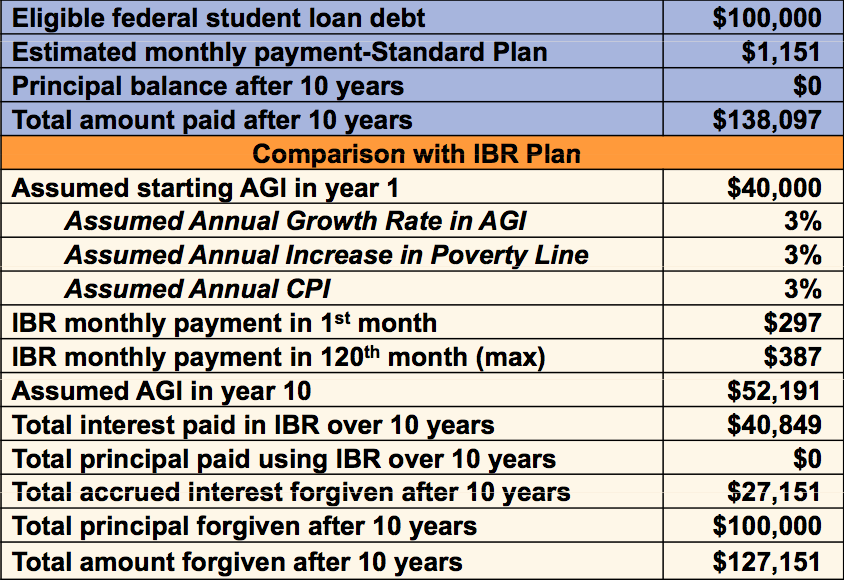 Eligible federal student loan debt $100,000
Estimated monthly payment-Standard Plan $1,151
Principal balance after 10 years $0
Total amount paid after 10 years $138,097
Comparison with IBR Plan
Assumed starting AGI in year 1 $40,000
Assumed Annual Growth Rate in AGI 3%
Assumed Annual Increase in Poverty Line 3%
Assumed Annual CPI 3%
IBR monthly payment in 1st month $297
IBR monthly payment in 120th month (max) $387
Assumed AGI in year 10 $52,191
Total interest paid in IBR over 10 years $40,849
Total principal paid using IBR over 10 years $0
Total accrued interest forgiven after 10 years $27,151
Total principal forgiven after 10 years $100,000
Total amount forgiven after 10 years $127,151